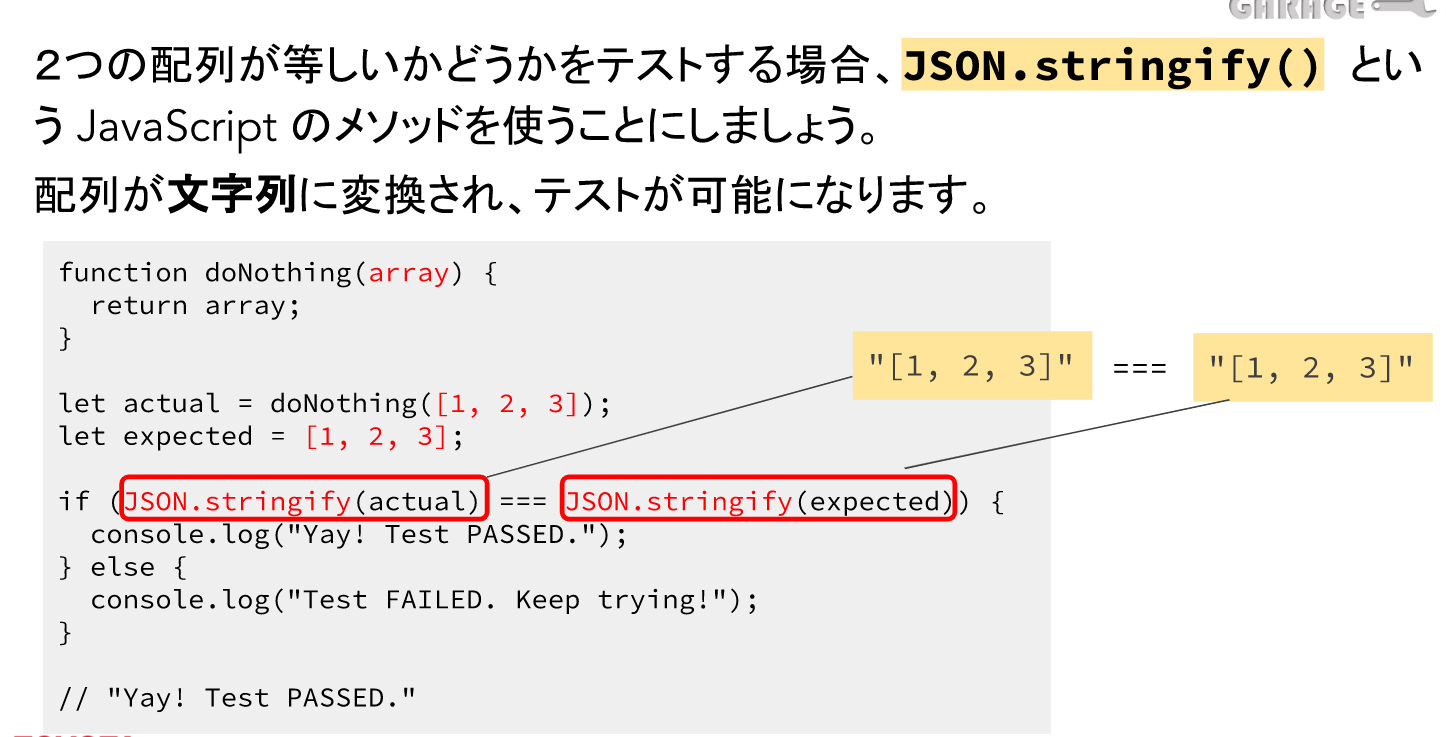 GARAGE
２つの配列が等しいかどうかをテストする場合、JSON.stringify() とい
う JavaScript のメソッドを使うことにしましょう。
配列が文字列に変換され、テストが可能になります。
function doNothing(array) {
  return array;
}
let actual = doNothing([1, 2, 3]);
let expected = [1, 2, 3];
"[1, 2, 3]" === "[1, 2, 3]"
if (JSON.stringify(actual) === JSON.stringify(expected)) {
  console.log("Yay! Test PASSED.");
} else {
  console.log("Test FAILED. Keep trying!");
}
// "Yay! Test PASSED."